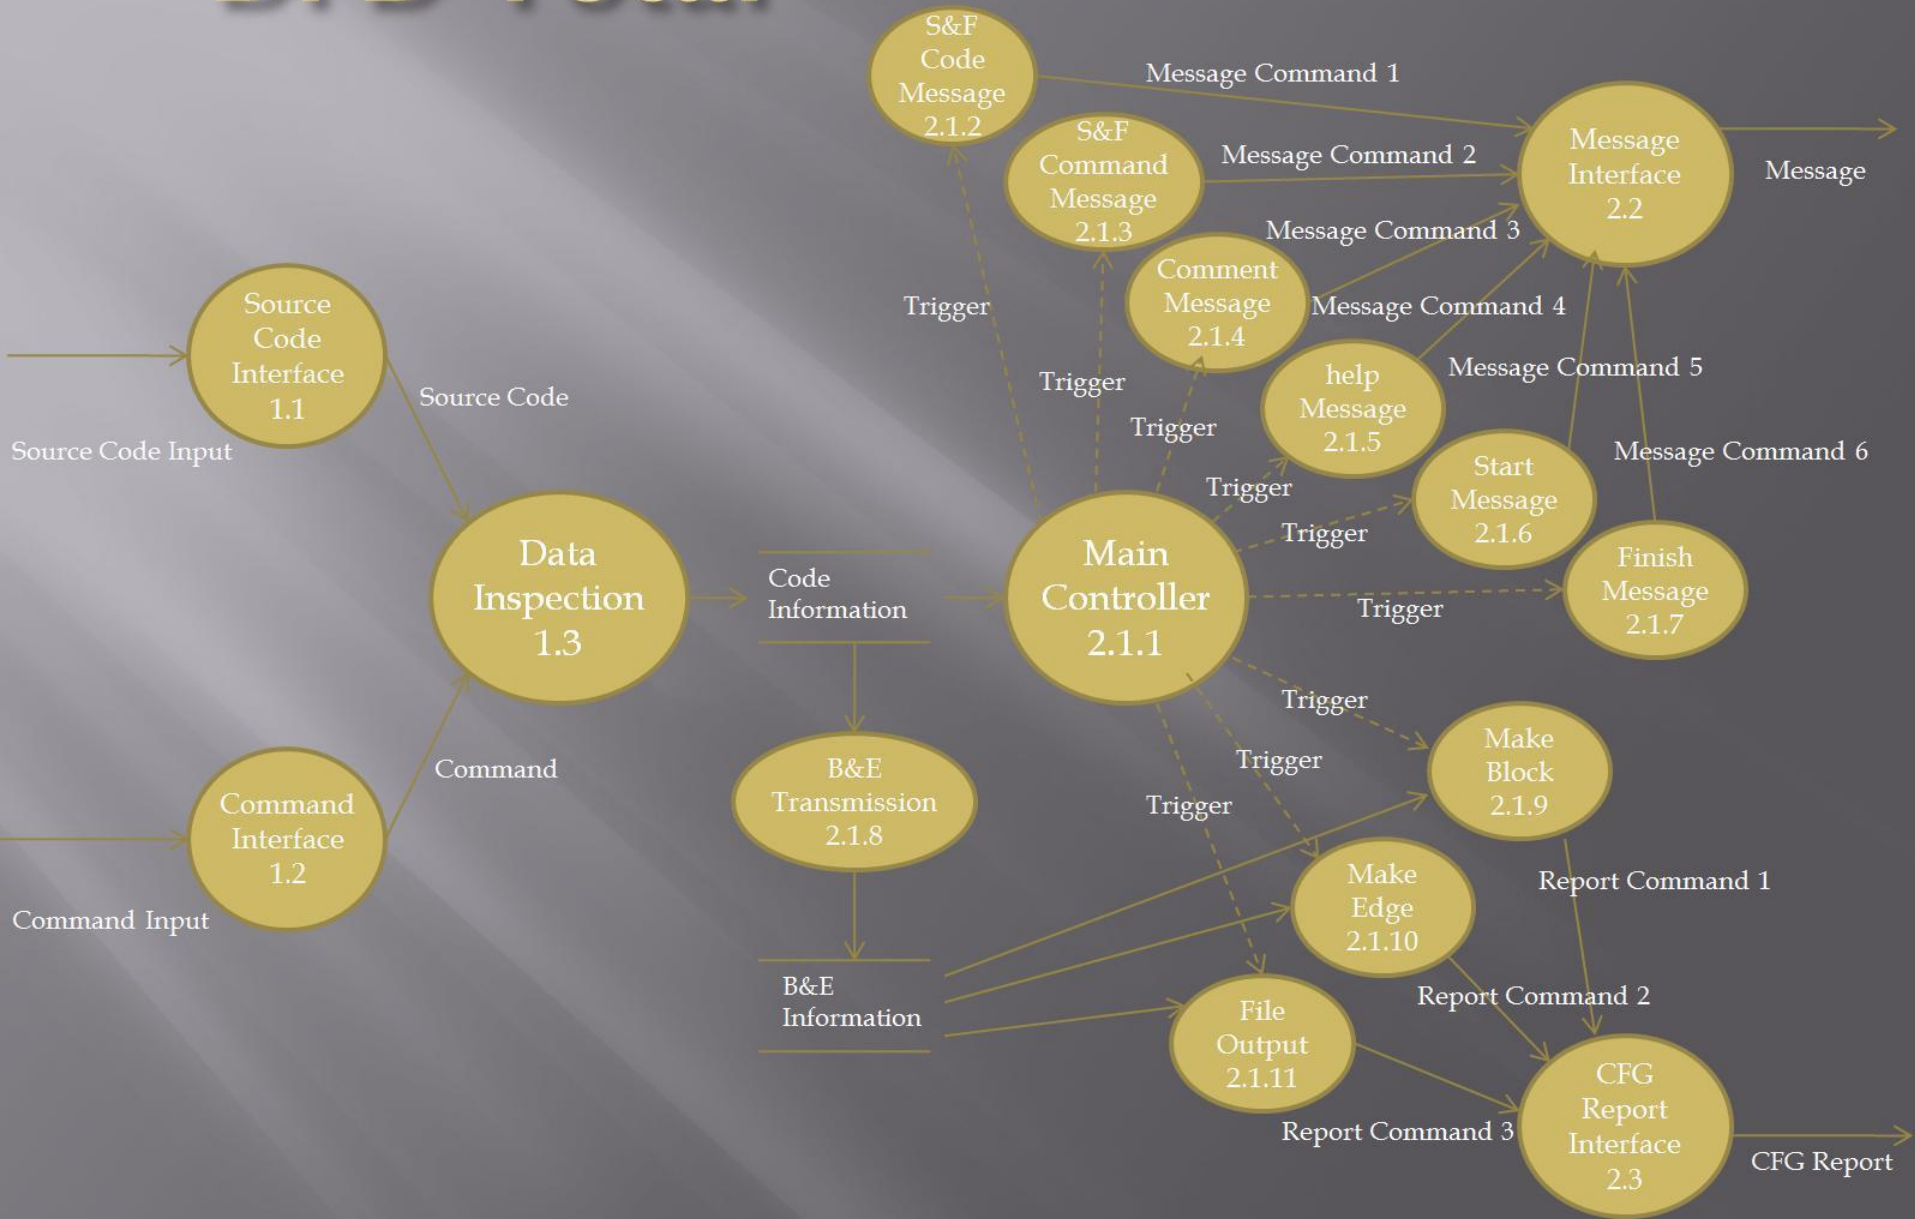 S&F
Code
Message
2.1.2
Message Command 1
S&F
Command
Message
2.1.3
Message Command 2
Message
Interface
2.2
Message
Message Command 3
Comment
Message
2.1.4
Trigger
Message Command 4
Source
Code
Interface
1.1
Source Code
Source Code Input
Trigger
help
Message
2.1.5
Message Command 5
Trigger
Trigger
Start
Message
2.1.6
Message Command 6
Trigger
Data
Inspection
1.3
Code
Information
Main
Controller
2.1.1
Trigger
Finish
Message
2.1.7
Command
Command
Interface
1.2
Command Input
B&E
Transmission
2.1.8
Trigger
Trigger
Trigger
Make
Block
2.1.9
Report Command 1
Make
Edge
2.1.10
Report Command 2
B&E
Information
File
Output
2.1.11
Report Command 3
CFG
Report
Interface
2.3
CFG Report